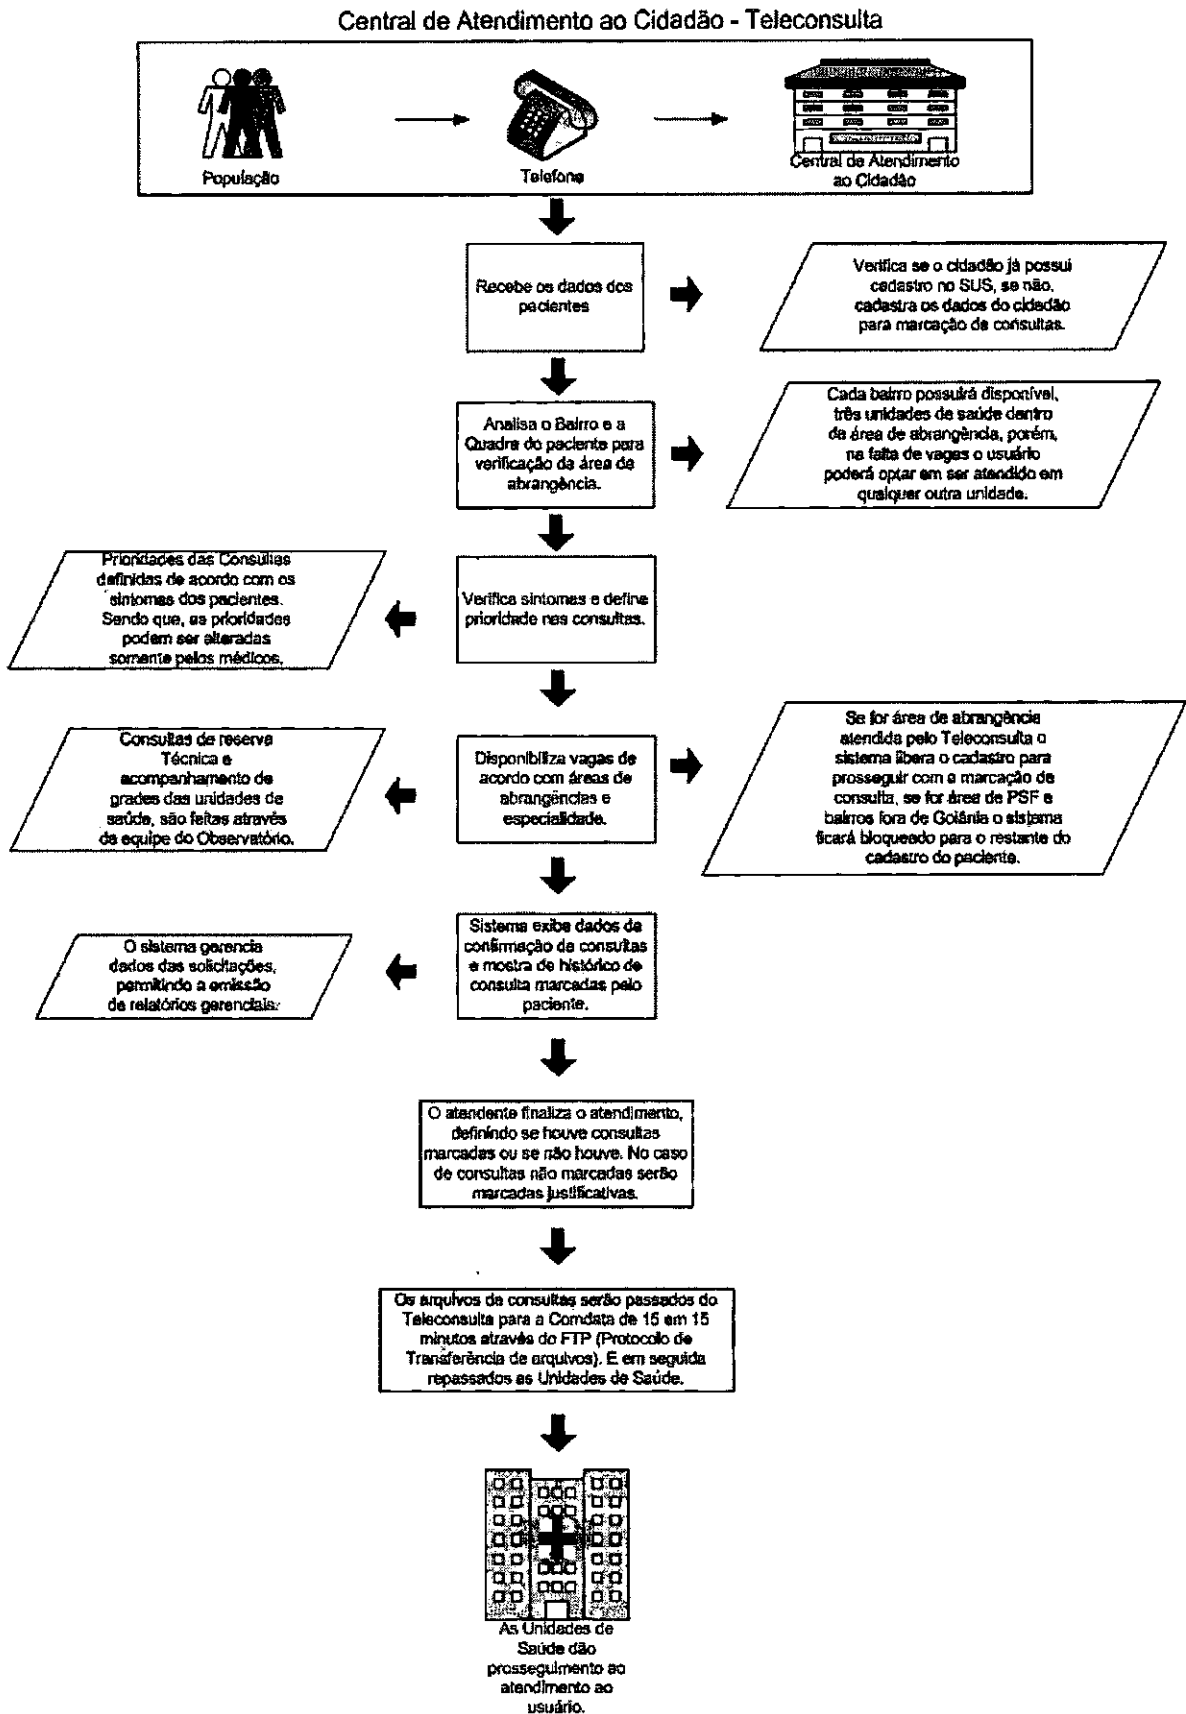 Central de Atendimento ao Cidadão - Teleconsulta
População
Telefone
Central de Atendimento
ao Cidadão
Recebe os dados dos
pacientes
Verifica se o cidadão já possui
cadastro no SUS, se não,
cadastra os dados do cidadão
para marcação de consultas.
Analisa o Bairro e a
Quadra do paciente para
verificação da área de
abrangência.
Cada bairro possuirá disponível,
três unidades de saúde dentro
da área de abrangência, porém,
na falta de vagas o usuário
poderá optar em ser atendido em
qualquer outra unidade.
Prioridades das Consultas
definidas de acordo com os
sintomas dos pacientes.
Sendo que, as prioridades
podem ser alteradas
somente pelos médicos.
Verifica sintomas e define
prioridade nas consultas.
Consultas de reserva
Técnica e
acompanhamento de
grades das unidades de
saúde, são feitas através
da equipe do Observatório.
Disponibiliza vagas de
acordo com áreas de
abrangências e
especialidade.
Se for área de abrangência
atendida pelo Teleconsulta o
sistema libera o cadastro para
prosseguir com a marcação de
consulta, se for área de PSF e
bairros fora de Goiânia o sistema
ficará bloqueado para o restante do
cadastro do paciente.
O sistema gerencia
dados das solicitações,
permitindo a emissão
de relatórios gerenciais.
Sistema exibe dados da
confirmação da consultas
e mostra de histórico de
consulta marcadas pelo
paciente.
O atendente finaliza o atendimento,
definindo se houve consultas
marcadas ou se não houve. No caso
de consultas não marcadas serão
marcadas justificativas.
Os arquivos de consultas serão passados do
Teleconsulta para a Comdata de 15 em 15
minutos através do FTP (Protocolo de
Transferência de arquivos). E em seguida
repassados as Unidades de Saúde.
As Unidades de
Saúde dão
prosseguimento ao
atendimento ao
usuário.